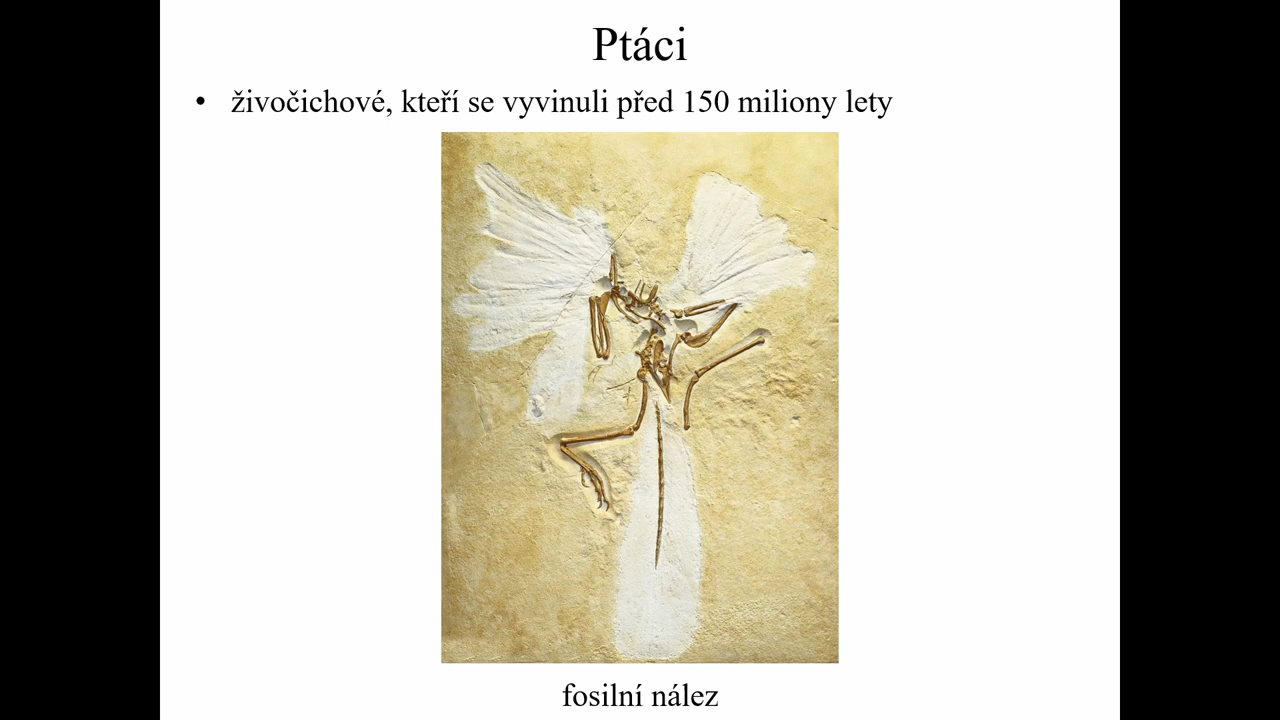 Ptáci
• živočichové, kteří se vyvinuli před 150 miliony lety
fosilní nález